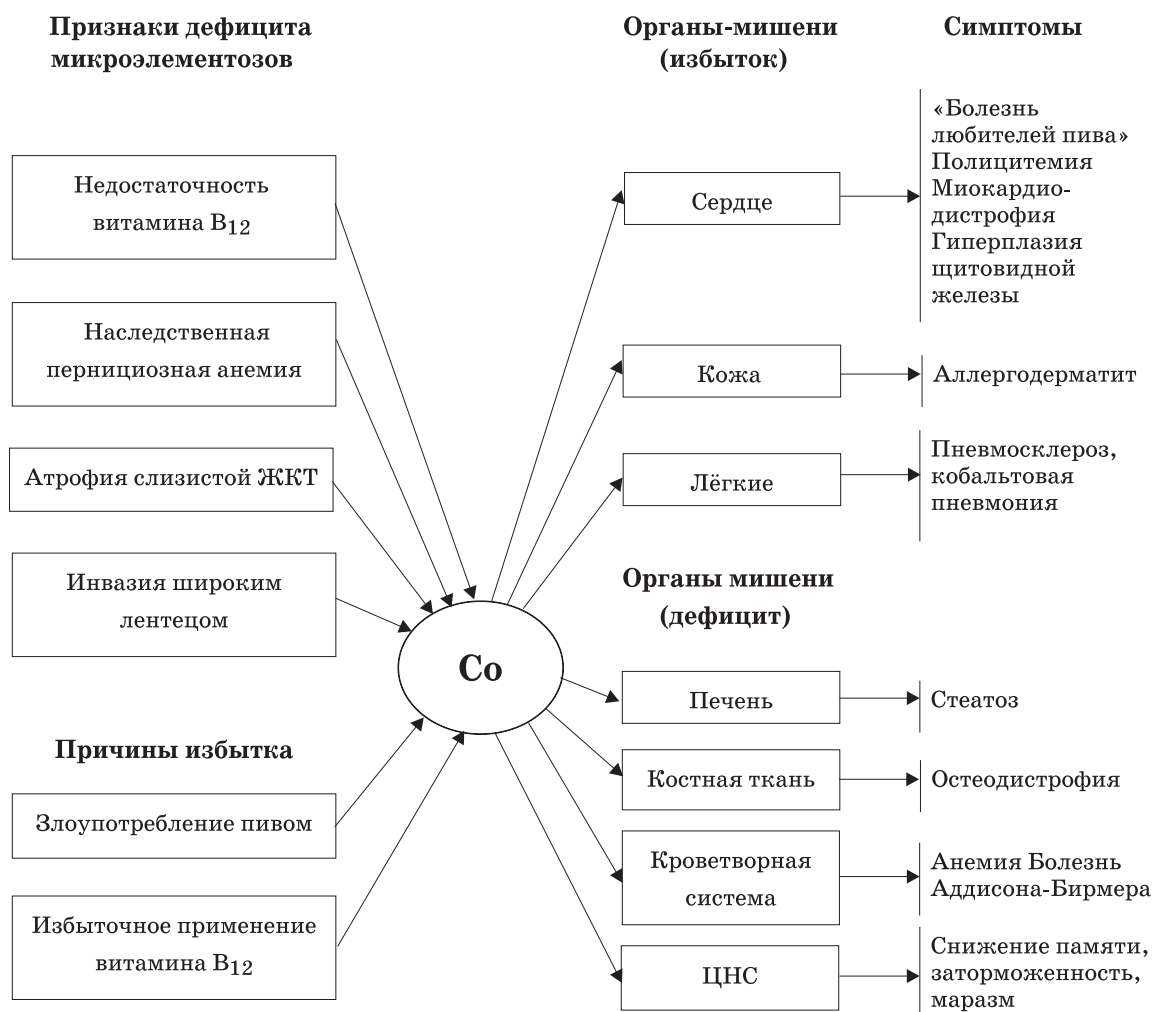 Признаки дефицита
микроэлементозов
Недостаточность
витамина B12
Наследственная
пернициозная анемия
Атрофия слизистой ЖКТ
Инвазия широким
лентецом
Причины избытка
Злоупотребление пивом
Избыточное применение
витамина B12
Co
Органы-мишени
(избыток)
Сердце
Кожа
Лёгкие
Органы мишени
(дефицит)
Печень
Костная ткань
Кроветворная
система
ЦНС
Симптомы
«Болезнь
любителей пива»
Полицитемия
Миокардио-
дистрофия
Гиперплазия
щитовидной
железы
Аллергодерматит
Пневмосклероз,
кобальтовая
пневмония
Стеатоз
Остеодистрофия
Анемия Болезнь
Аддисона-Бирмера
Снижение памяти,
заторможенность,
маразм